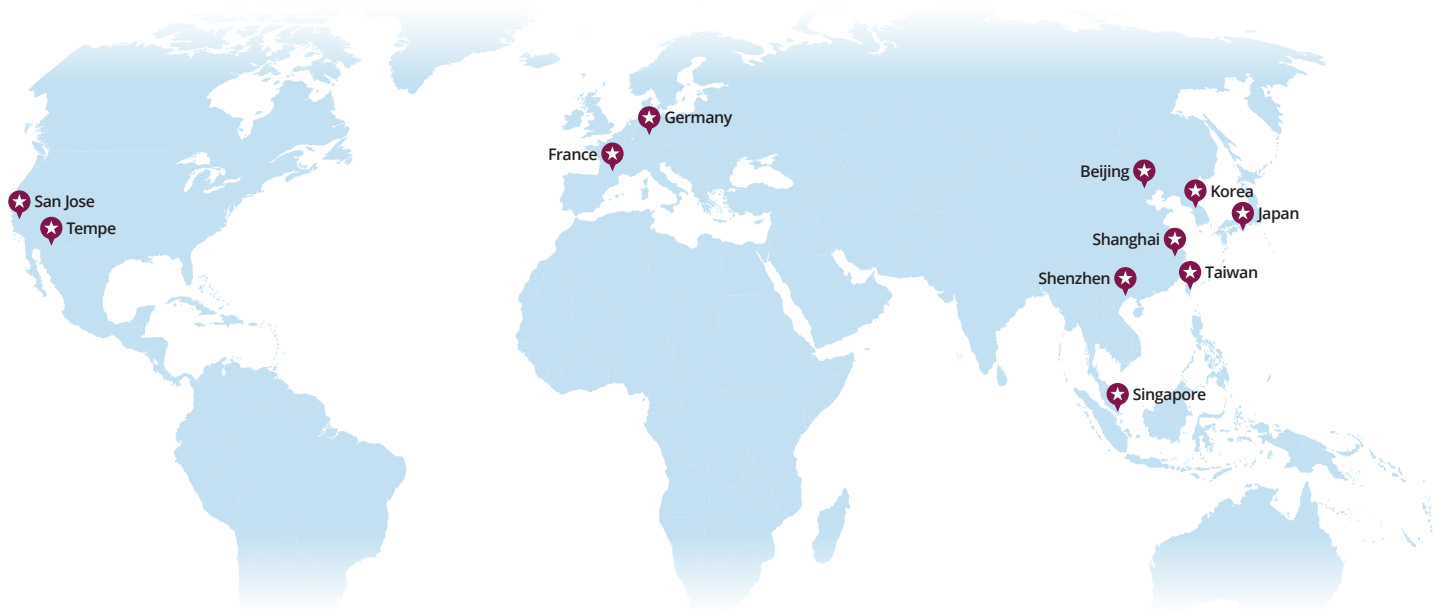 Germany
France
San Jose
Tempe
Beijing
Korea
Japan
Shanghai
Taiwan
Shenzhen
Singapore